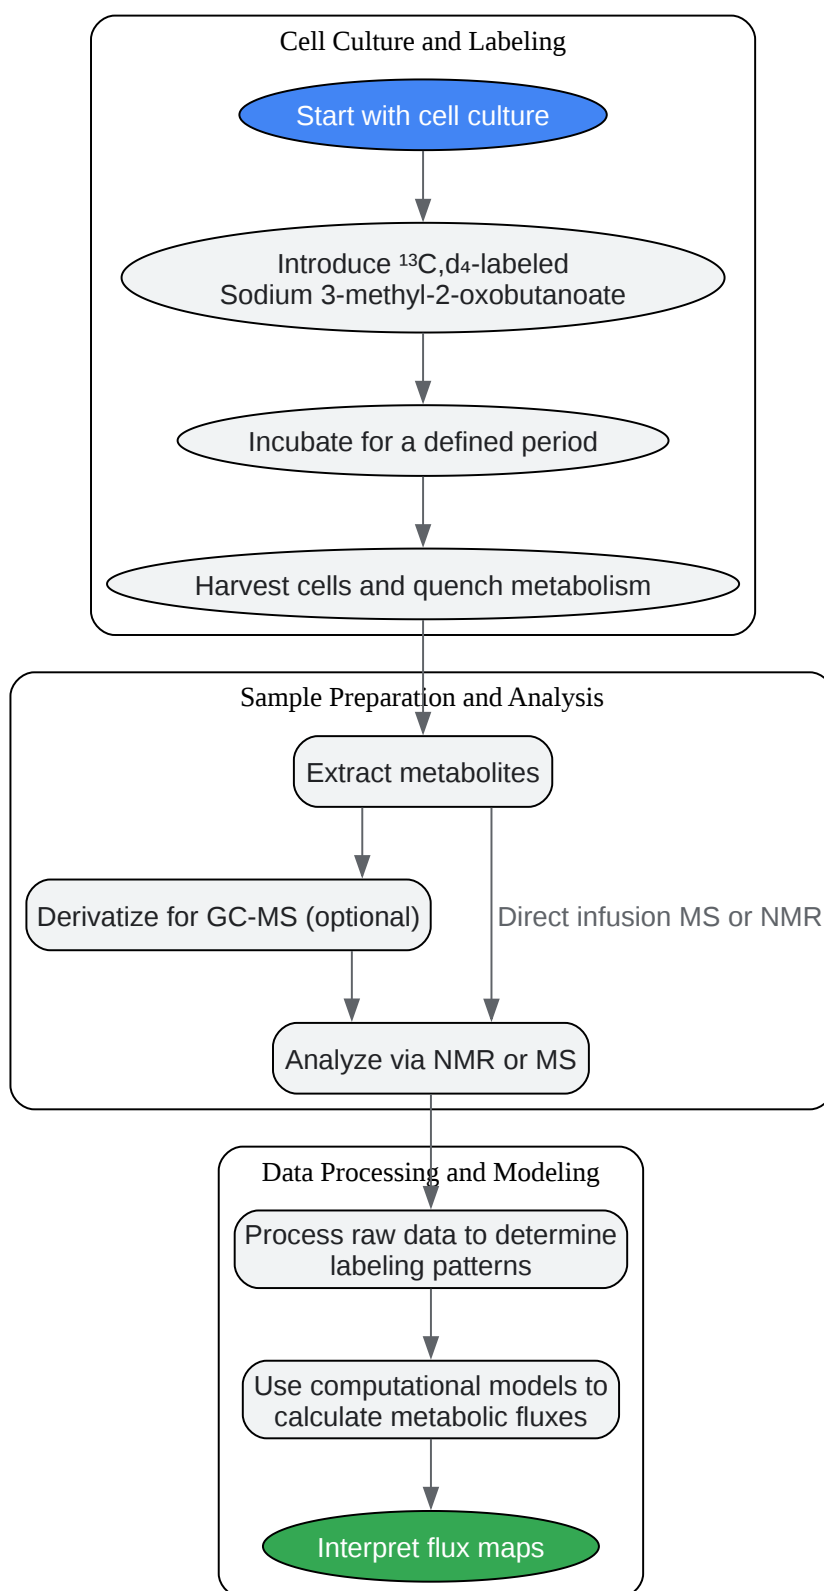 Cell Culture and Labeling
Start with cell culture
Introduce ¹³C,d₄-labeled
Sodium 3-methyl-2-oxobutanoate
Incubate for a defined period
Harvest cells and quench metabolism
Sample Preparation and Analysis
Extract metabolites
Derivatize for GC-MS (optional)
Direct infusion MS or NMR
Analyze via NMR or MS
Data Processing and Modeling
Process raw data to determine
labeling patterns
Use computational models to
calculate metabolic fluxes
Interpret flux maps